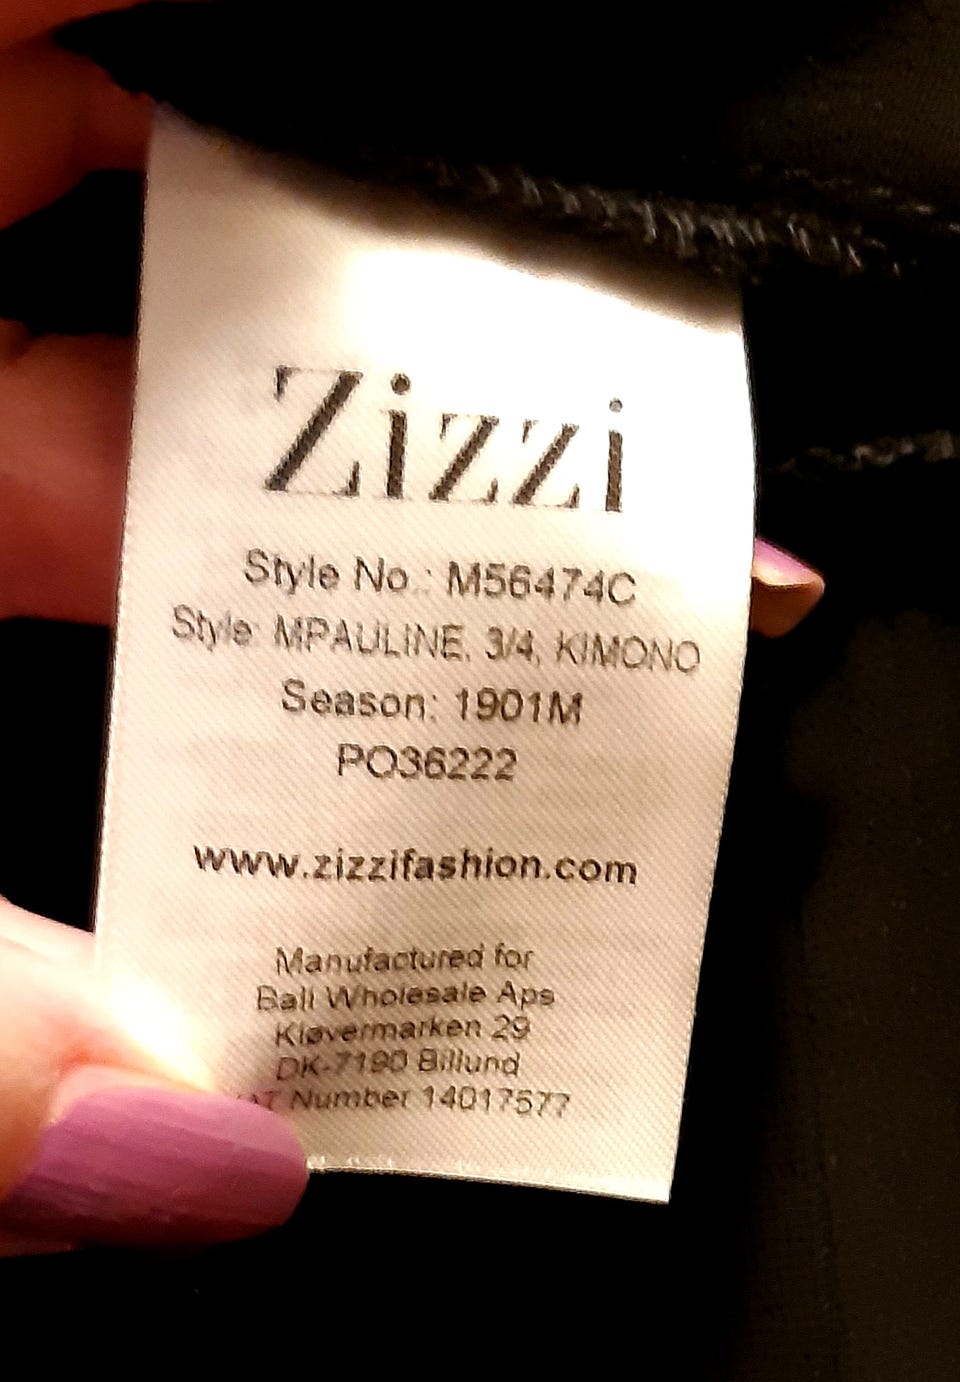 Zizzi
Style No.: M56474C
Style: MPAULINE, 3/4, KIMONO
Season: 1901M
PO36222
www.zizzifashion.com
Manufactured for
Ball Wholesale Aps
Kløvermarken 29
DK-7190 Billund
Number 14017577